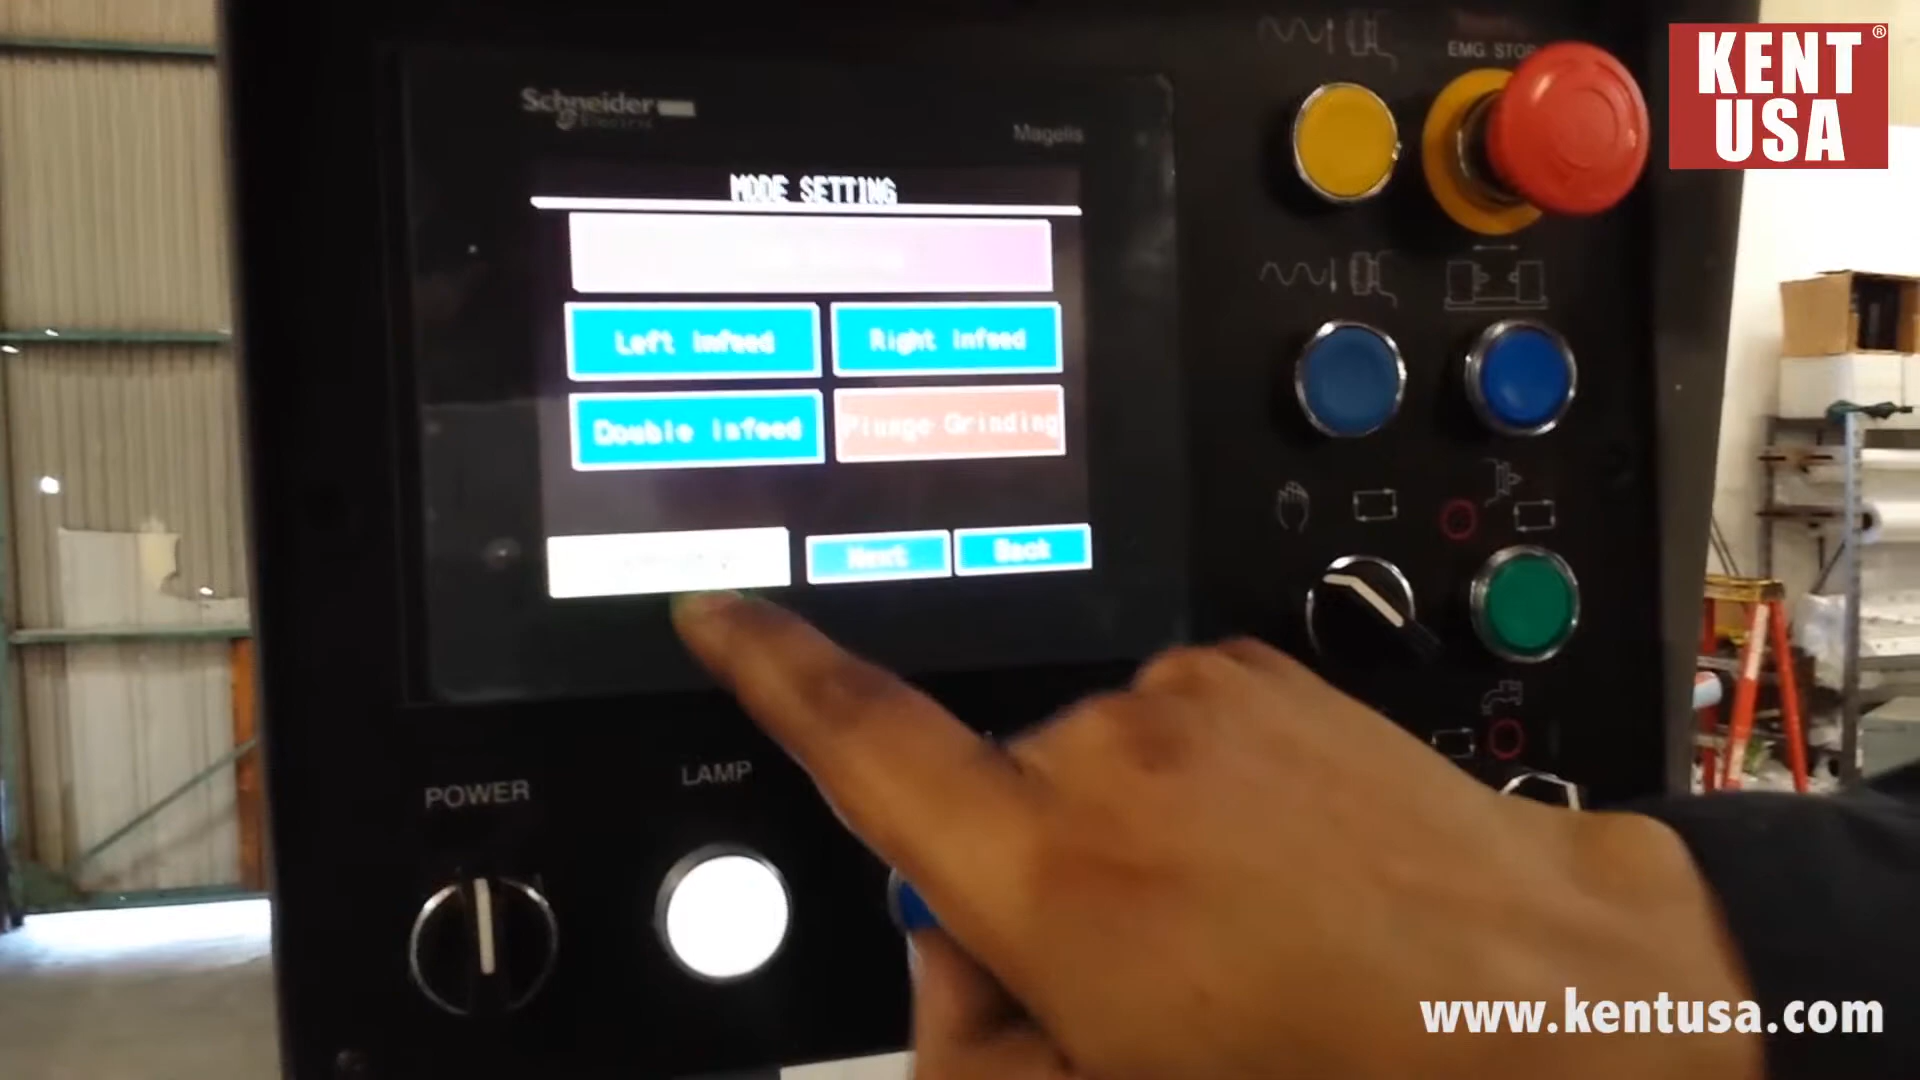 KENT®
USA
EMG. STOP
Schneider
Electric
Magelis
MODE SETTING
Left Infeed
Right Infeed
Double Infeed
Plunge Grinding
Next
Back
POWER
LAMP
www.kentusa.com